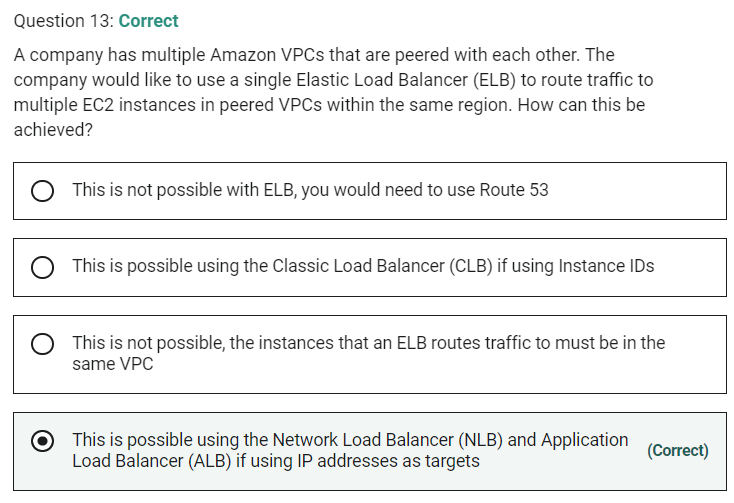 Question 13: Correct
A company has multiple Amazon VPCs that are peered with each other. The
company would like to use a single Elastic Load Balancer (ELB) to route traffic to
multiple EC2 instances in peered VPCs within the same region. How can this be
achieved?
This is not possible with ELB, you would need to use Route 53
This is possible using the Classic Load Balancer (CLB) if using Instance IDs
This is not possible, the instances that an ELB routes traffic to must be in the
same VPC
This is possible using the Network Load Balancer (NLB) and Application
Load Balancer (ALB) if using IP addresses as targets
(Correct)